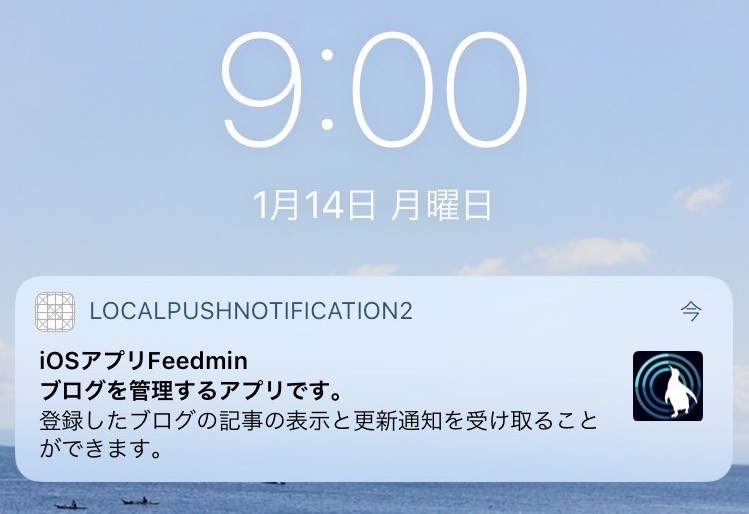 9:00
1月14日 月曜日
LOCALPUSHNOTIFICATION2
今
iOSアプリFeedmin
ブログを管理するアプリです。
登録したブログの記事の表示と更新通知を受け取ること
ができます。